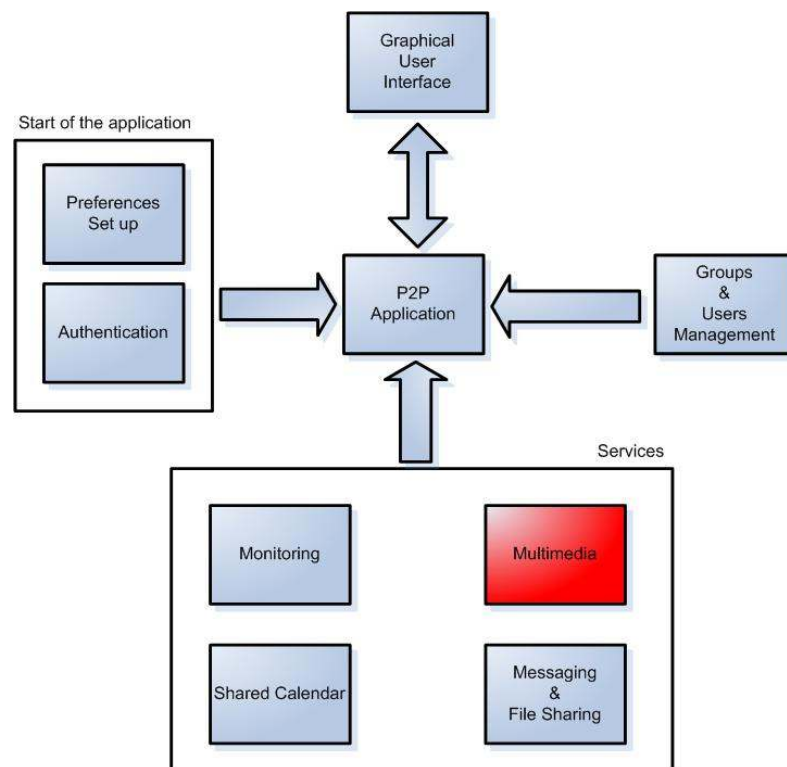 Graphical
User
Interface
Start of the application
Preferences
Set up
Authentication
P2P
Application
Groups
&
Users
Management
Services
Monitoring
Multimedia
Shared Calendar
Messaging
&
File Sharing